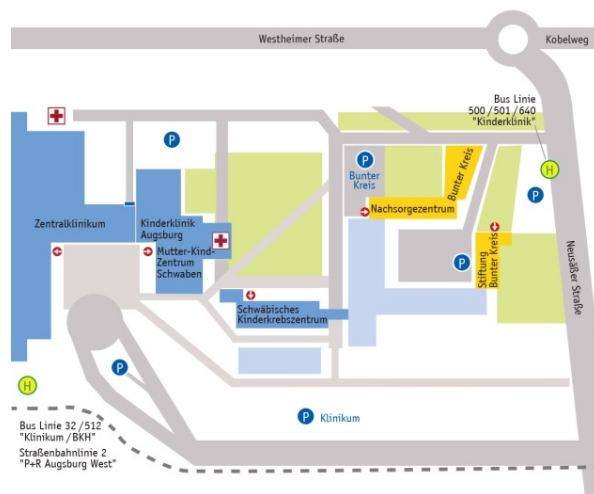 Westheimer Straße
Kobelweg
Bus Linie
500/501/640
"Kinderklinik"
H
P
P
Bunter
Kreis
Bunter Kreis
P
Nachsorgezentrum
Zentralklinikum
Kinderklinik
Augsburg
Mutter-Kind-
Zentrum
Schwaben
Stiftung
Bunter Kreis
P
Neusäßer Straße
Schwäbisches
Kinderkrebszentrum
P
H
P Klinikum
Bus Linie 32/512
"Klinikum/BKH"
Straßenbahnlinie 2
"P+R Augsburg West"